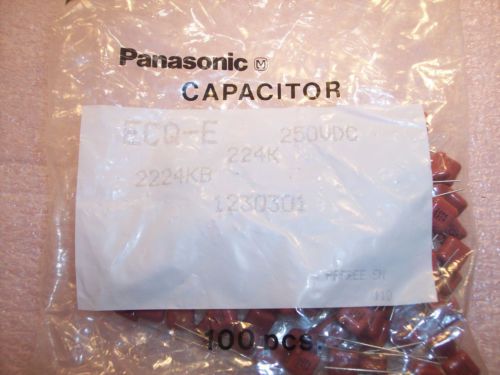 Panasonic M
CAPACITOR
ECQ-E 250VDC
224K
2224KB
1230301
100 pcs.